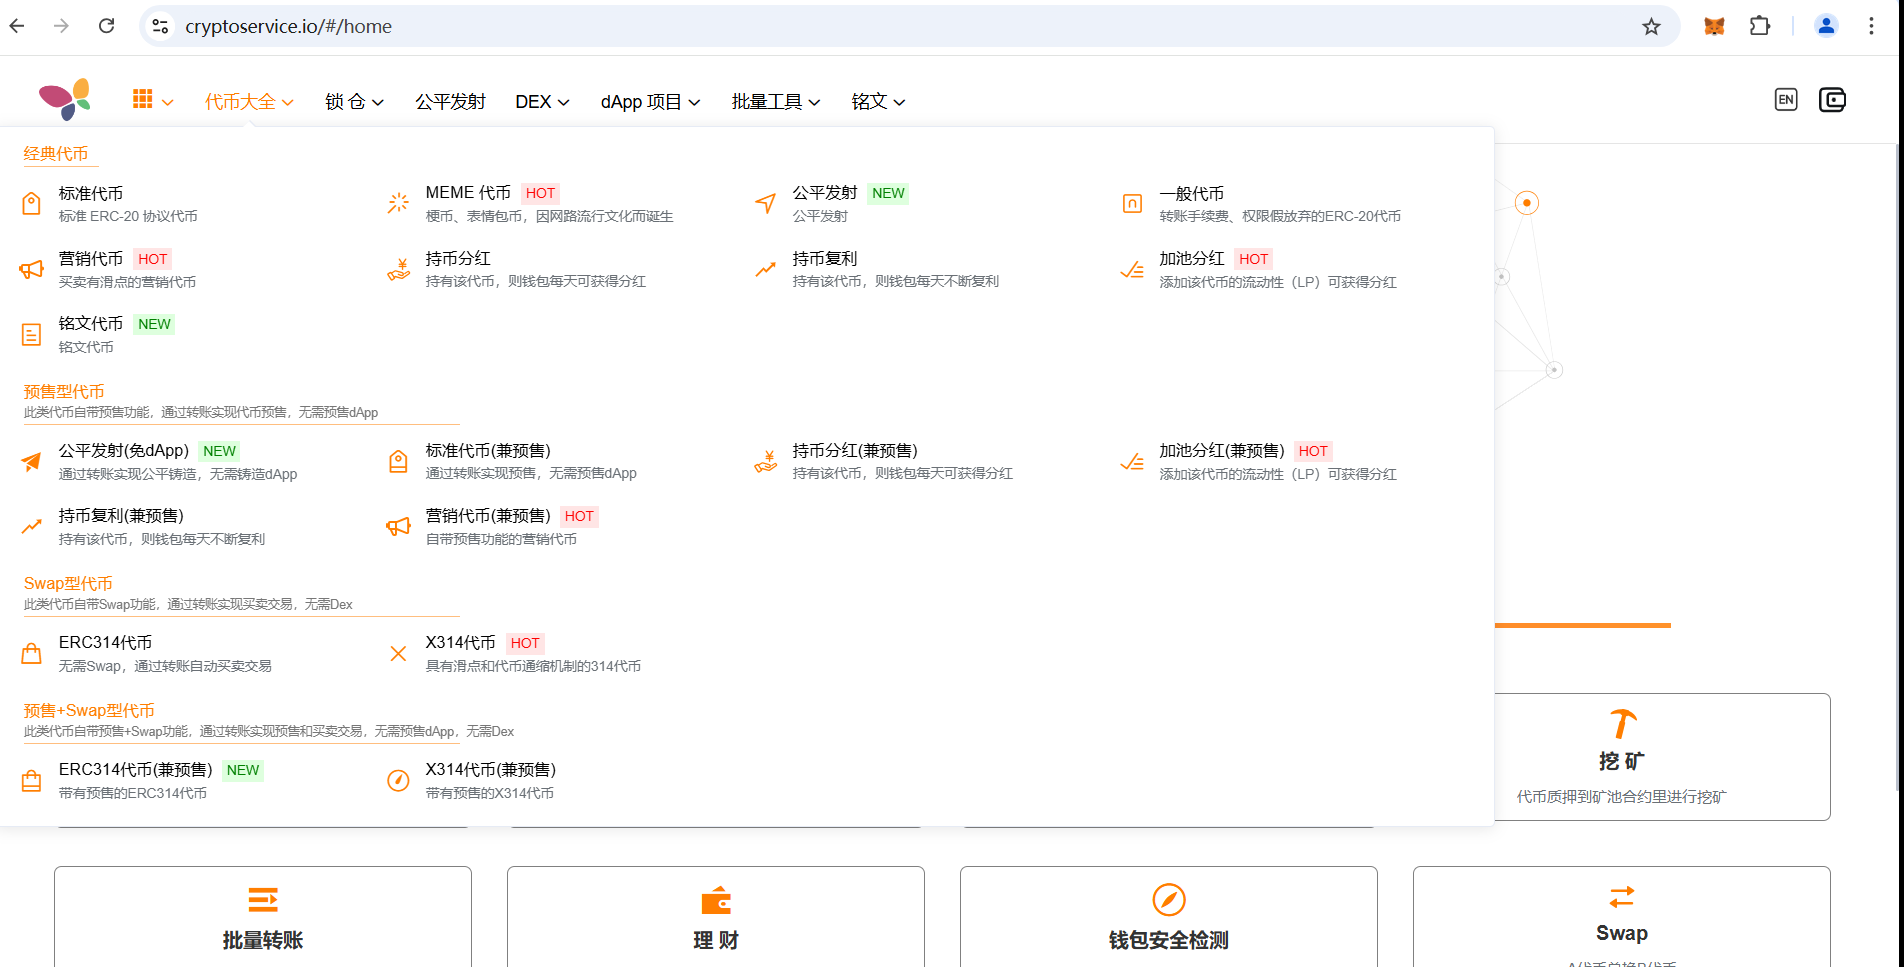 cryptoservice.io/#/home
代币大全
锁 仓
公平发射
DEX
dApp 项目
批量工具
铭文
EN
经典代币
标准代币
标准 ERC-20 协议代币
MEME 代币 HOT
梗币、表情包币，因网路流行文化而诞生
公平发射 NEW
公平发射
一般代币
转账手续费、权限假放弃的ERC-20代币
营销代币 HOT
买卖有滑点的营销代币
持币分红
持有该代币，则钱包每天可获得分红
持币复利
持有该代币，则钱包每天不断复利
加池分红 HOT
添加该代币的流动性（LP）可获得分红
铭文代币 NEW
铭文代币
预售型代币
此类代币自带预售功能，通过转账实现代币预售，无需预售dApp
公平发射(免dApp) NEW
通过转账实现公平铸造，无需铸造dApp
标准代币(兼预售)
通过转账实现预售，无需预售dApp
持币分红(兼预售)
持有该代币，则钱包每天可获得分红
加池分红(兼预售) HOT
添加该代币的流动性（LP）可获得分红
持币复利(兼预售)
持有该代币，则钱包每天不断复利
营销代币(兼预售) HOT
自带预售功能的营销代币
Swap型代币
此类代币自带Swap功能，通过转账实现买卖交易，无需Dex
ERC314代币
无需Swap，通过转账自动买卖交易
X314代币 HOT
具有滑点和代币通缩机制的314代币
预售+Swap型代币
此类代币自带预售+Swap功能，通过转账实现预售和买卖交易，无需预售dApp，无需Dex
ERC314代币(兼预售) NEW
带有预售的ERC314代币
X314代币(兼预售)
带有预售的X314代币
挖 矿
代币质押到矿池合约里进行挖矿
批量转账
理 财
钱包安全检测
Swap